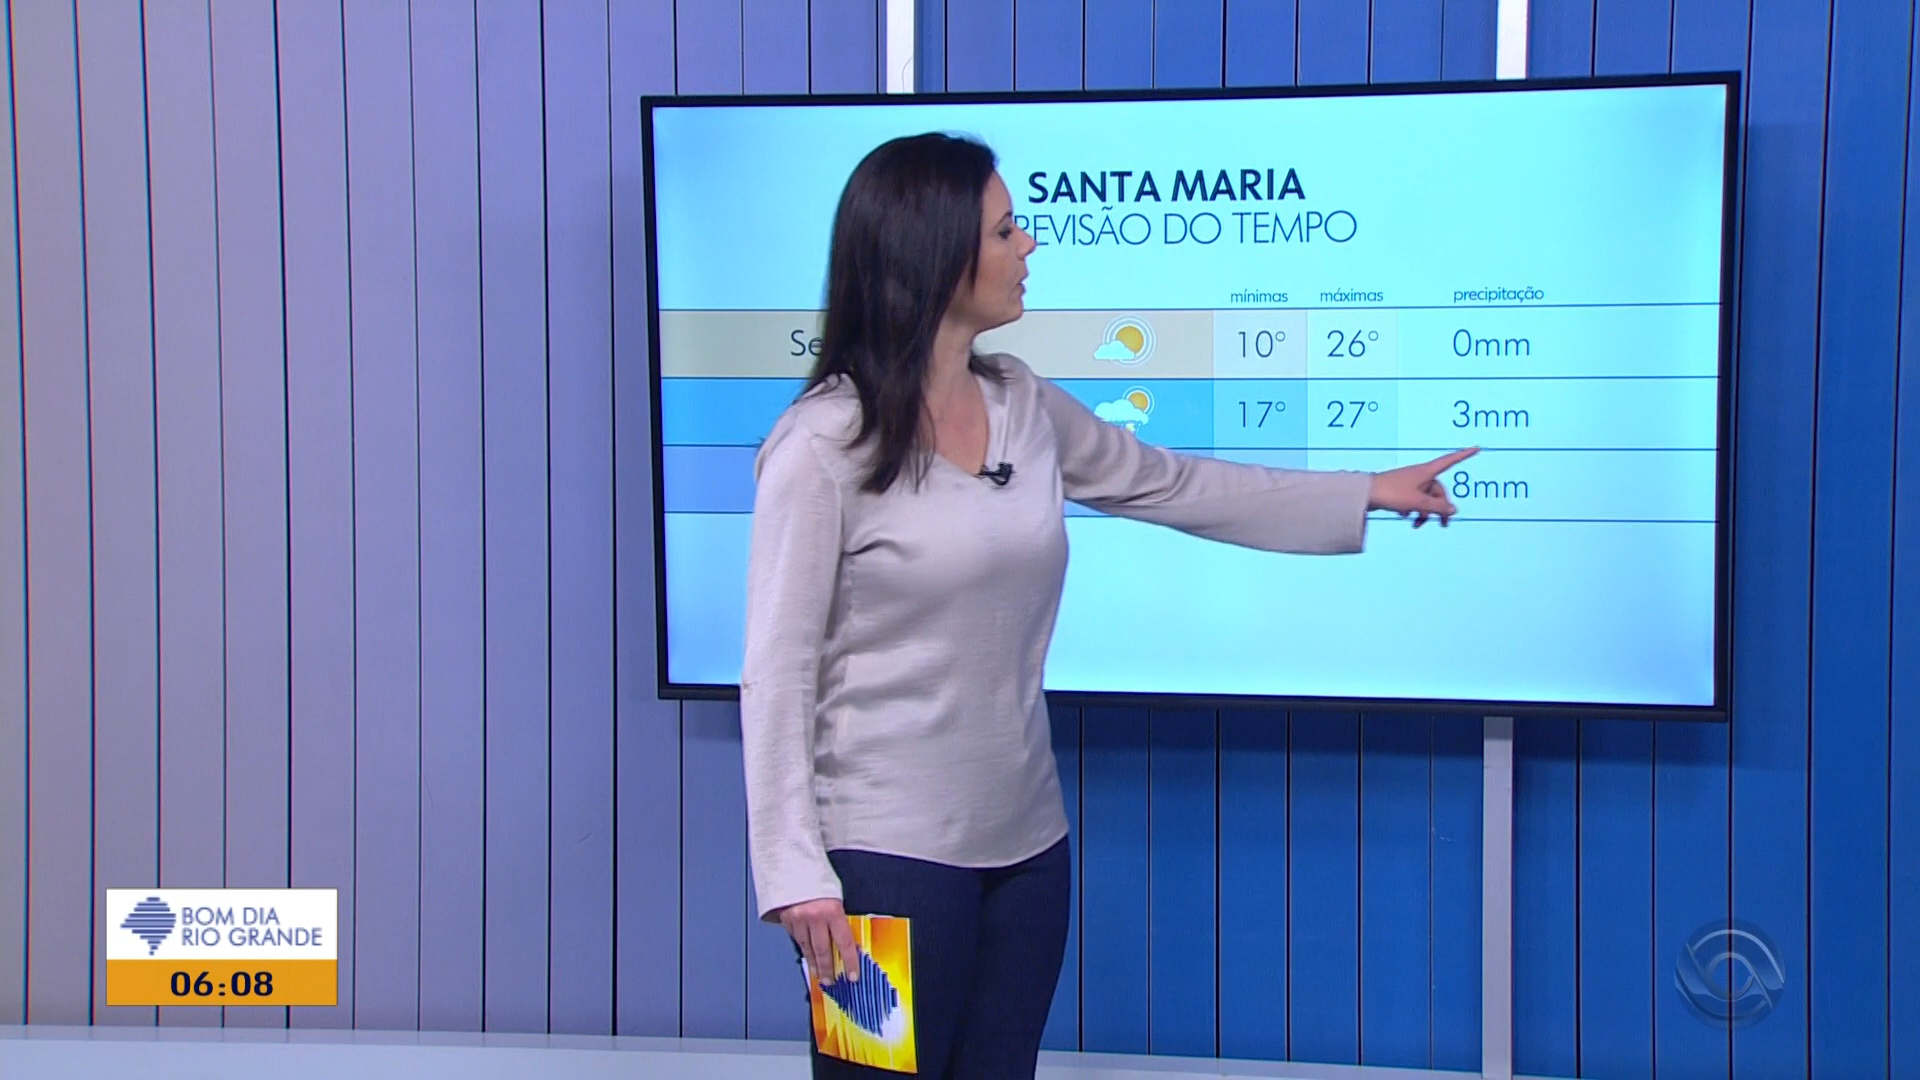 SANTA MARIA
REVISÃO DO TEMPO
mínimas máximas precipitação
Se 10° 26° 0mm
17° 27° 3mm
8mm
BOM DIA
RIO GRANDE
06:08